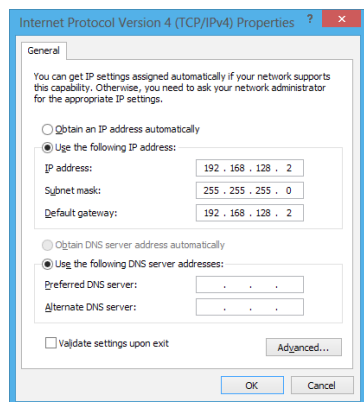 Internet Protocol Version 4 (TCP/IPv4) Properties ? ×
General
You can get IP settings assigned automatically if your network supports
this capability. Otherwise, you need to ask your network administrator
for the appropriate IP settings.
Obtain an IP address automatically
Use the following IP address:
IP address: 192 . 168 . 128 . 2
Subnet mask: 255 . 255 . 255 . 0
Default gateway: 192 . 168 . 128 . 2
Obtain DNS server address automatically
Use the following DNS server addresses:
Preferred DNS server: . . .
Alternate DNS server: . . .
Validate settings upon exit
Advanced...
OK Cancel